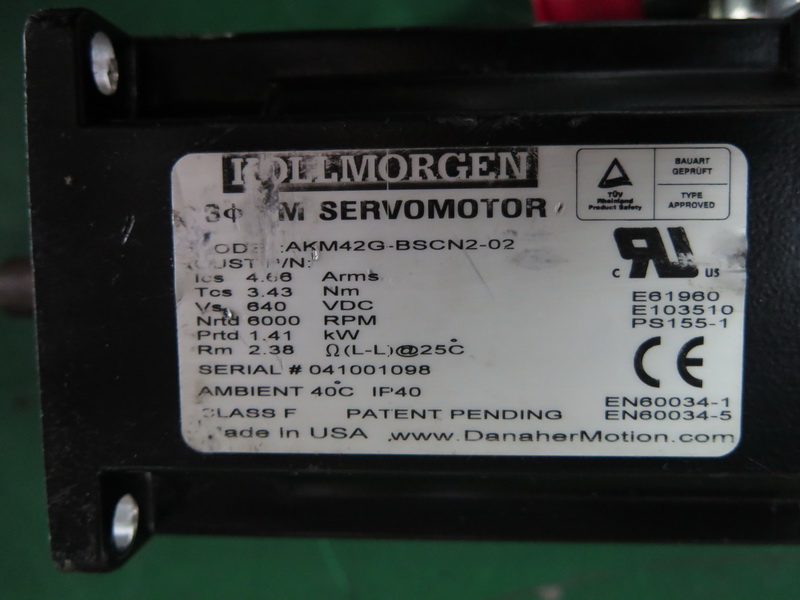 KOLLMORGEN
3ϕ M SERVOMOTOR
AKM42G-BSCN2-02
Ics 4.66 Arms
Tcs 3.43 Nm
Vs 640 VDC
Nrtd 6000 RPM
Prtd 1.41 kW
Rm 2.38 Ω(L-L)@25°C
SERIAL # 041001098
AMBIENT 40°C IP40
CLASS F PATENT PENDING
Made in USA www.DanaherMotion.com
TÜV
Rheinland
Product Safety
BAUART
GEPRÜFT
TYPE
APPROVED
c RU US
E61960
E103510
PS155-1
CE
EN60034-1
EN60034-5